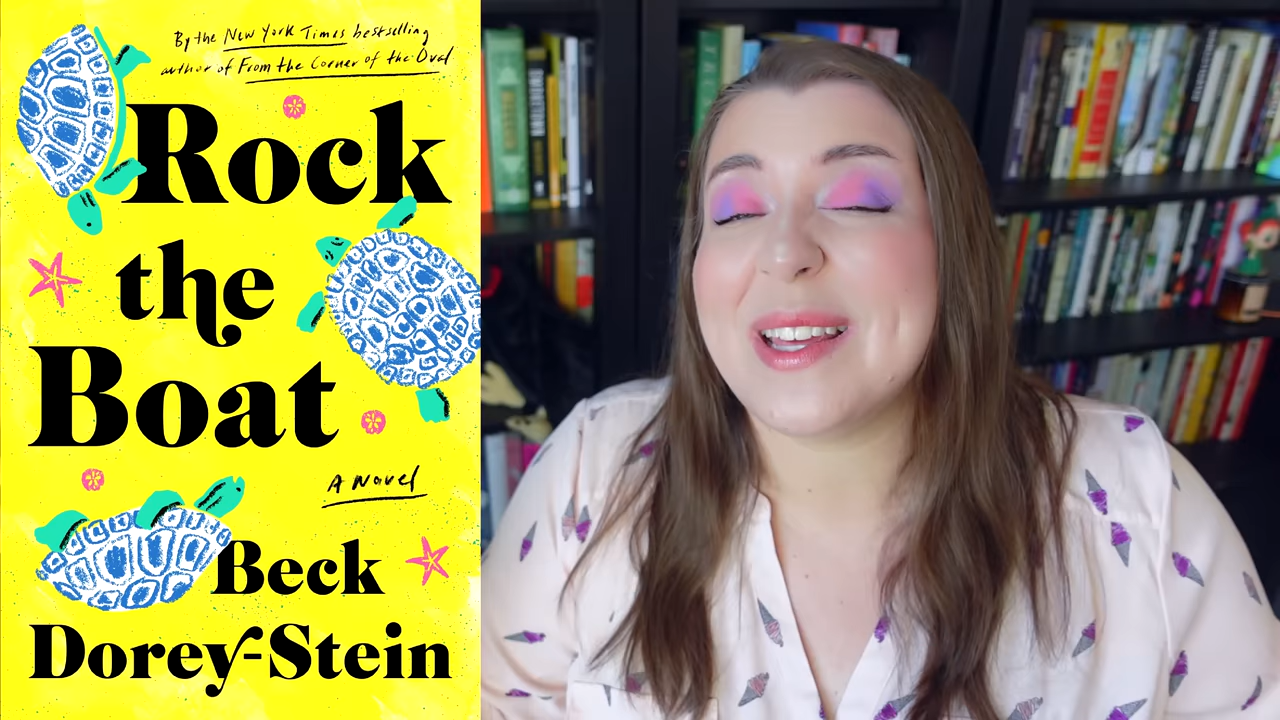 By the New York Times bestselling
author of From the Corner of the Oval
Rock
the
Boat
A Novel
Beck
Dorey-Stein